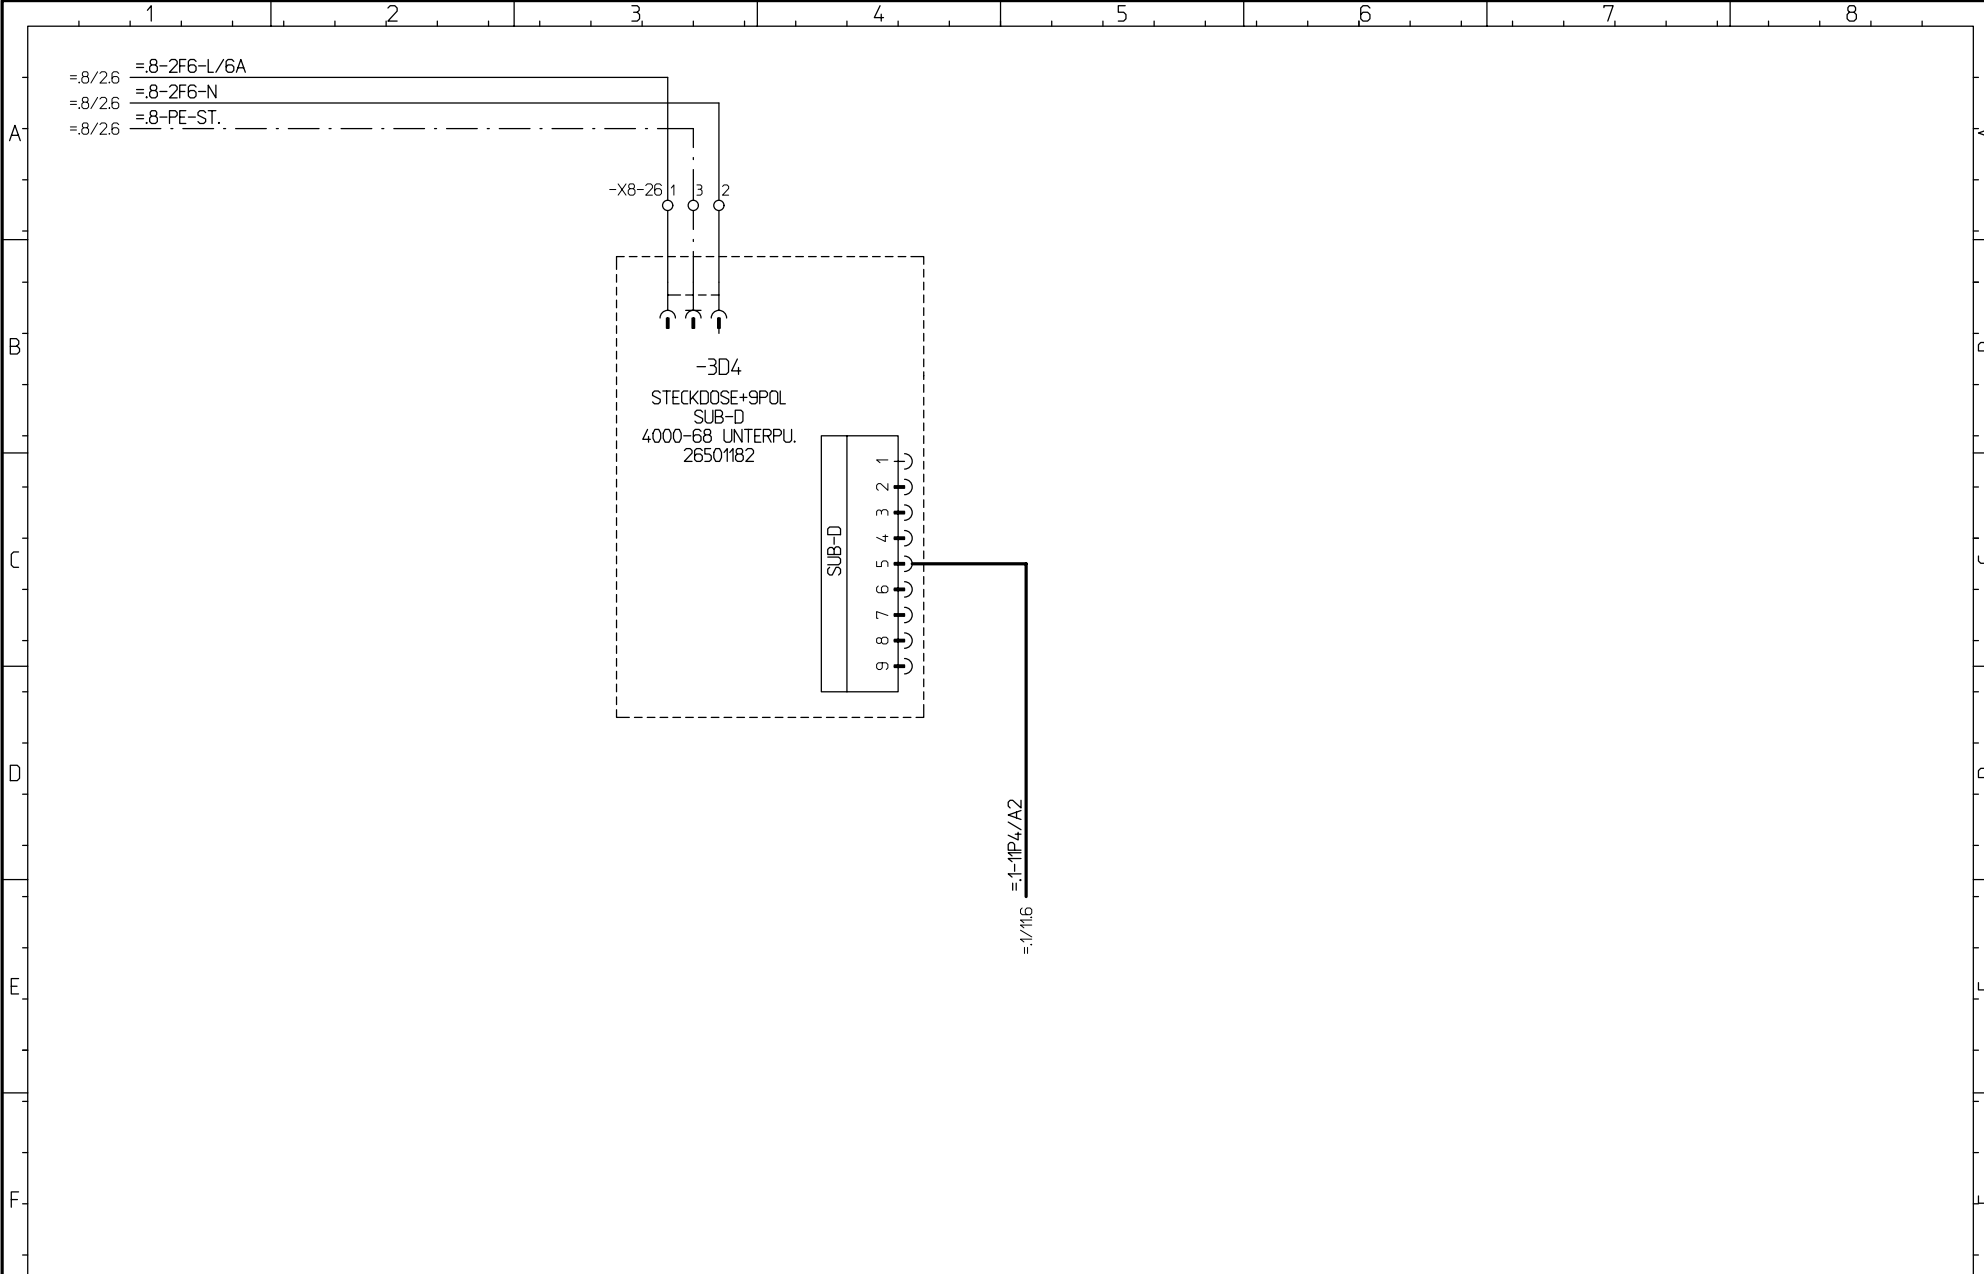 1 2 3 4 5 6 7 8
=.8/2.6 =.8-2F6-L/6A
=.8/2.6 =.8-2F6-N
=.8/2.6 =.8-PE-ST.
A
-X8-26 1 3 2
B
-3D4
STECKDOSE+9POL
SUB-D
4000-68 UNTERPU.
26501182
SUB-D
1
2
3
4
5
6
7
8
9
C
D
=.1-11P4/A2
=.1/11.6
E
F